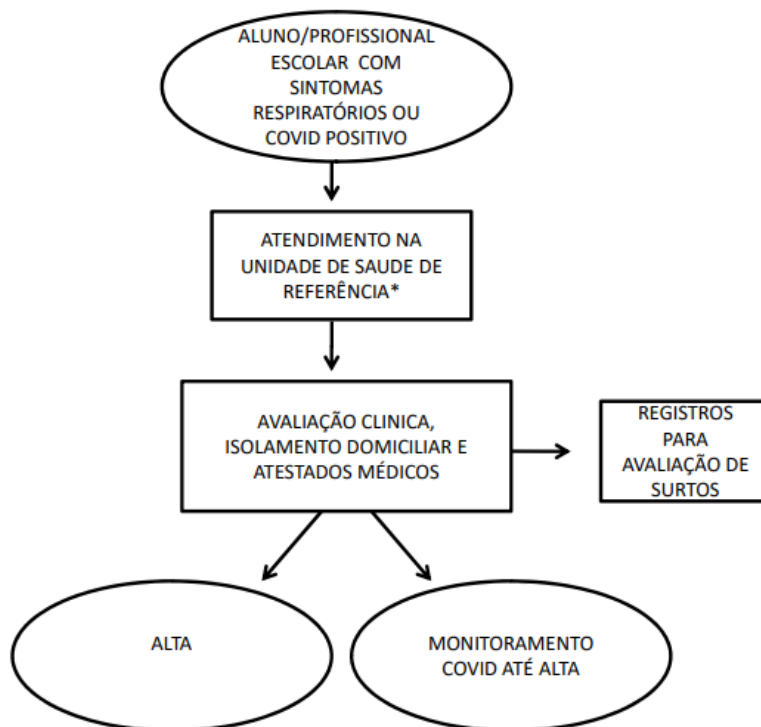 ALUNO/PROFISSIONAL
ESCOLAR COM
SINTOMAS
RESPIRATÓRIOS OU
COVID POSITIVO
ATENDIMENTO NA
UNIDADE DE SAUDE DE
REFERÊNCIA*
AVALIAÇÃO CLINICA,
ISOLAMENTO DOMICILIAR E
ATESTADOS MÉDICOS
REGISTROS
PARA
AVALIAÇÃO DE
SURTOS
ALTA
MONITORAMENTO
COVID ATÉ ALTA